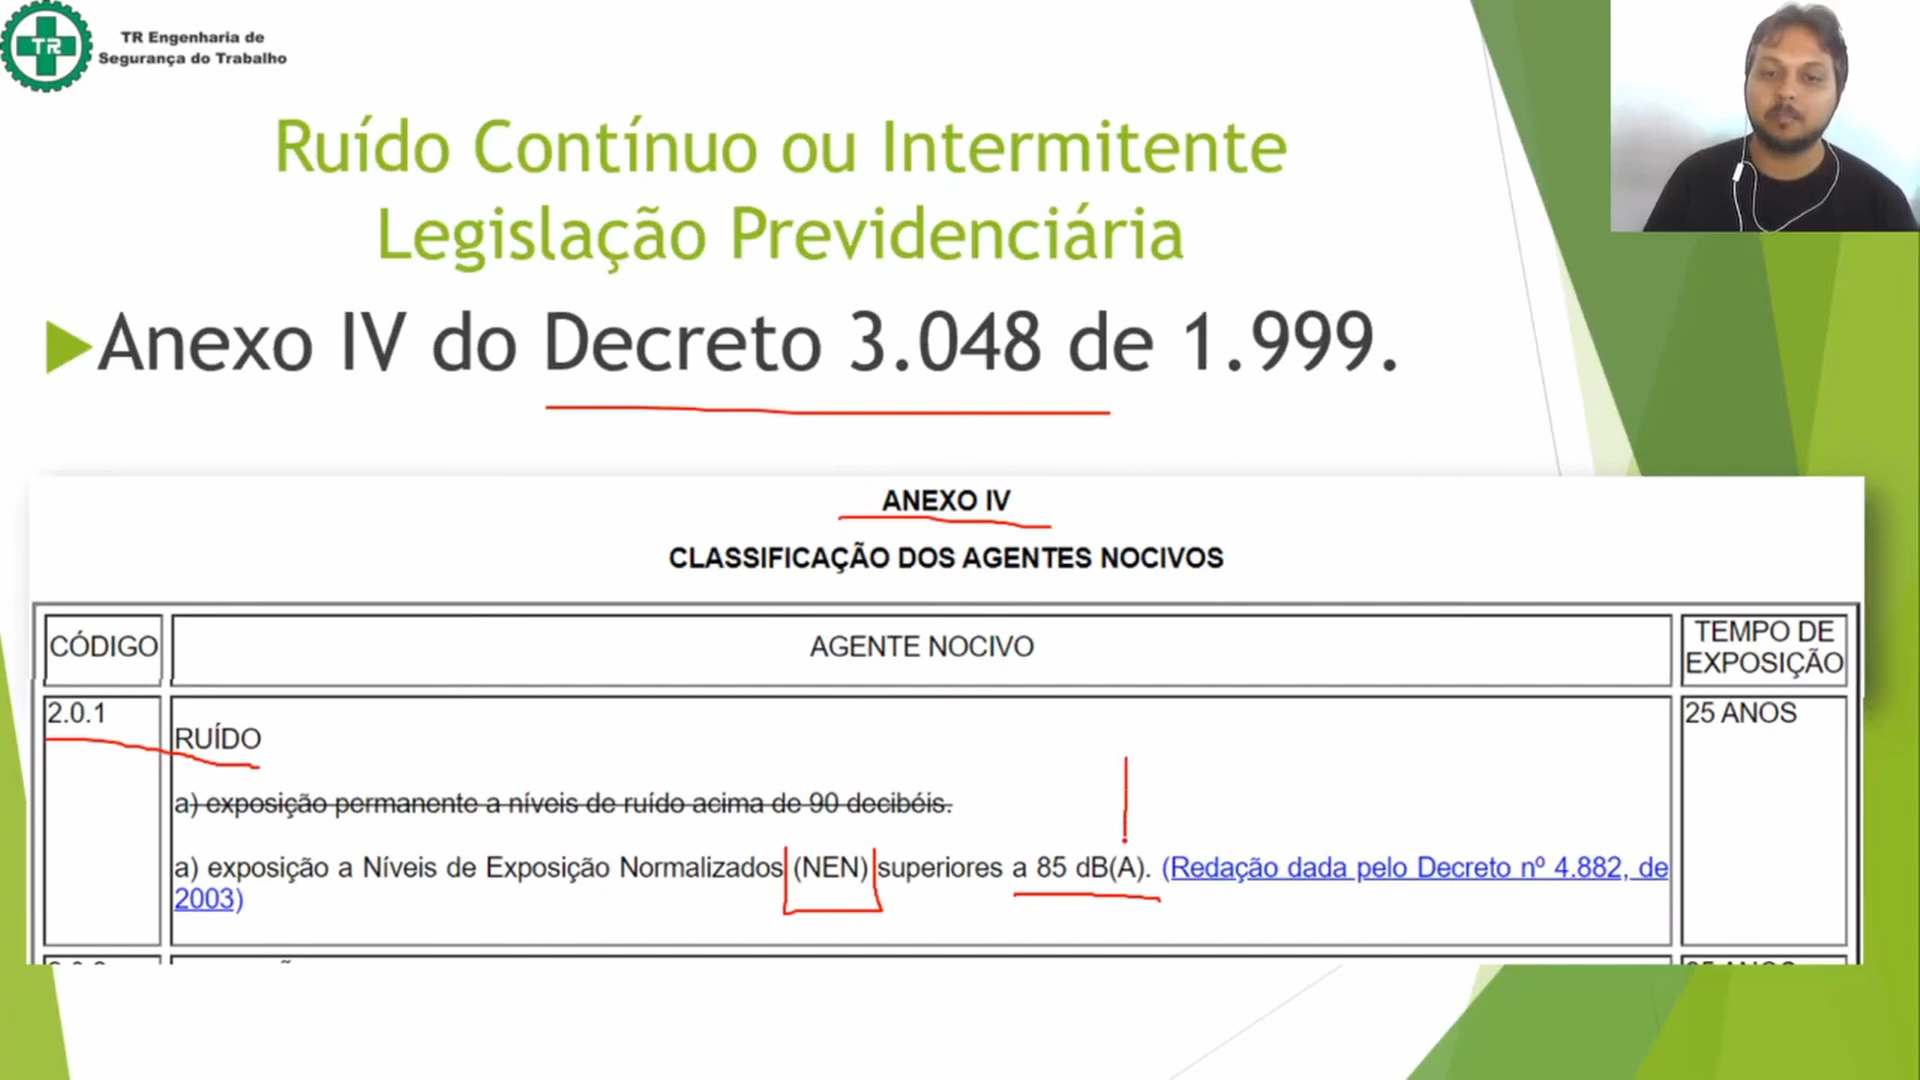 TR
TR Engenharia de
Segurança do Trabalho
Ruído Contínuo ou Intermitente
Legislação Previdenciária
Anexo IV do Decreto 3.048 de 1.999.
ANEXO IV
CLASSIFICAÇÃO DOS AGENTES NOCIVOS
CÓDIGO
AGENTE NOCIVO
TEMPO DE
EXPOSIÇÃO
2.0.1
RUÍDO
25 ANOS
a) exposição permanente a níveis de ruído acima de 90 decibéis.
a) exposição a Níveis de Exposição Normalizados (NEN) superiores a 85 dB(A). (Redação dada pelo Decreto nº 4.882, de
2003)